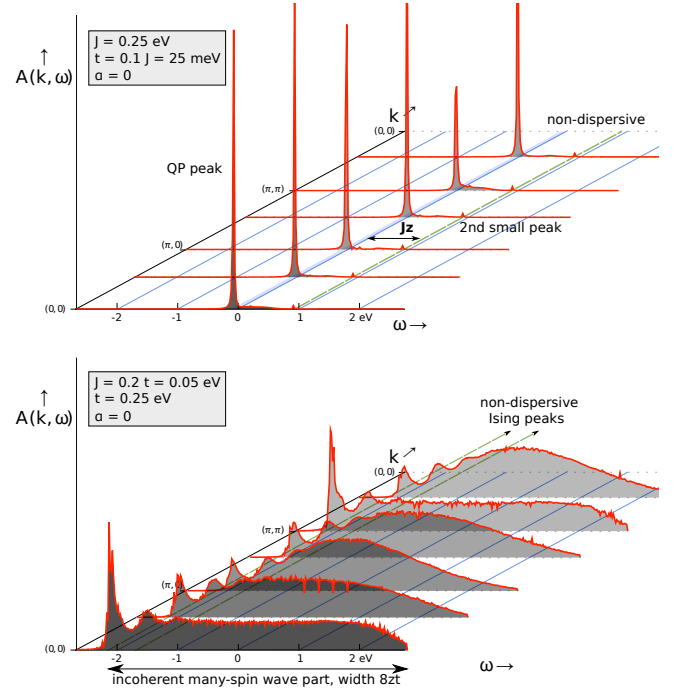 J = 0.25 eV
t = 0.1 J = 25 meV
α = 0
↑
A(k, ω)
k ↗
(0, 0)
non-dispersive
QP peak
(π, π)
2nd small peak
Jz
(π, 0)
(0, 0)
-2 -1 0 1 2 eV
ω→
J = 0.2 t = 0.05 eV
t = 0.25 eV
α = 0
↑
A(k, ω)
non-dispersive
Ising peaks
k ↗
(0, 0)
(π, π)
(0, 0)
-2 -1 0 1 2 eV
ω→
incoherent many-spin wave part, width 8zt